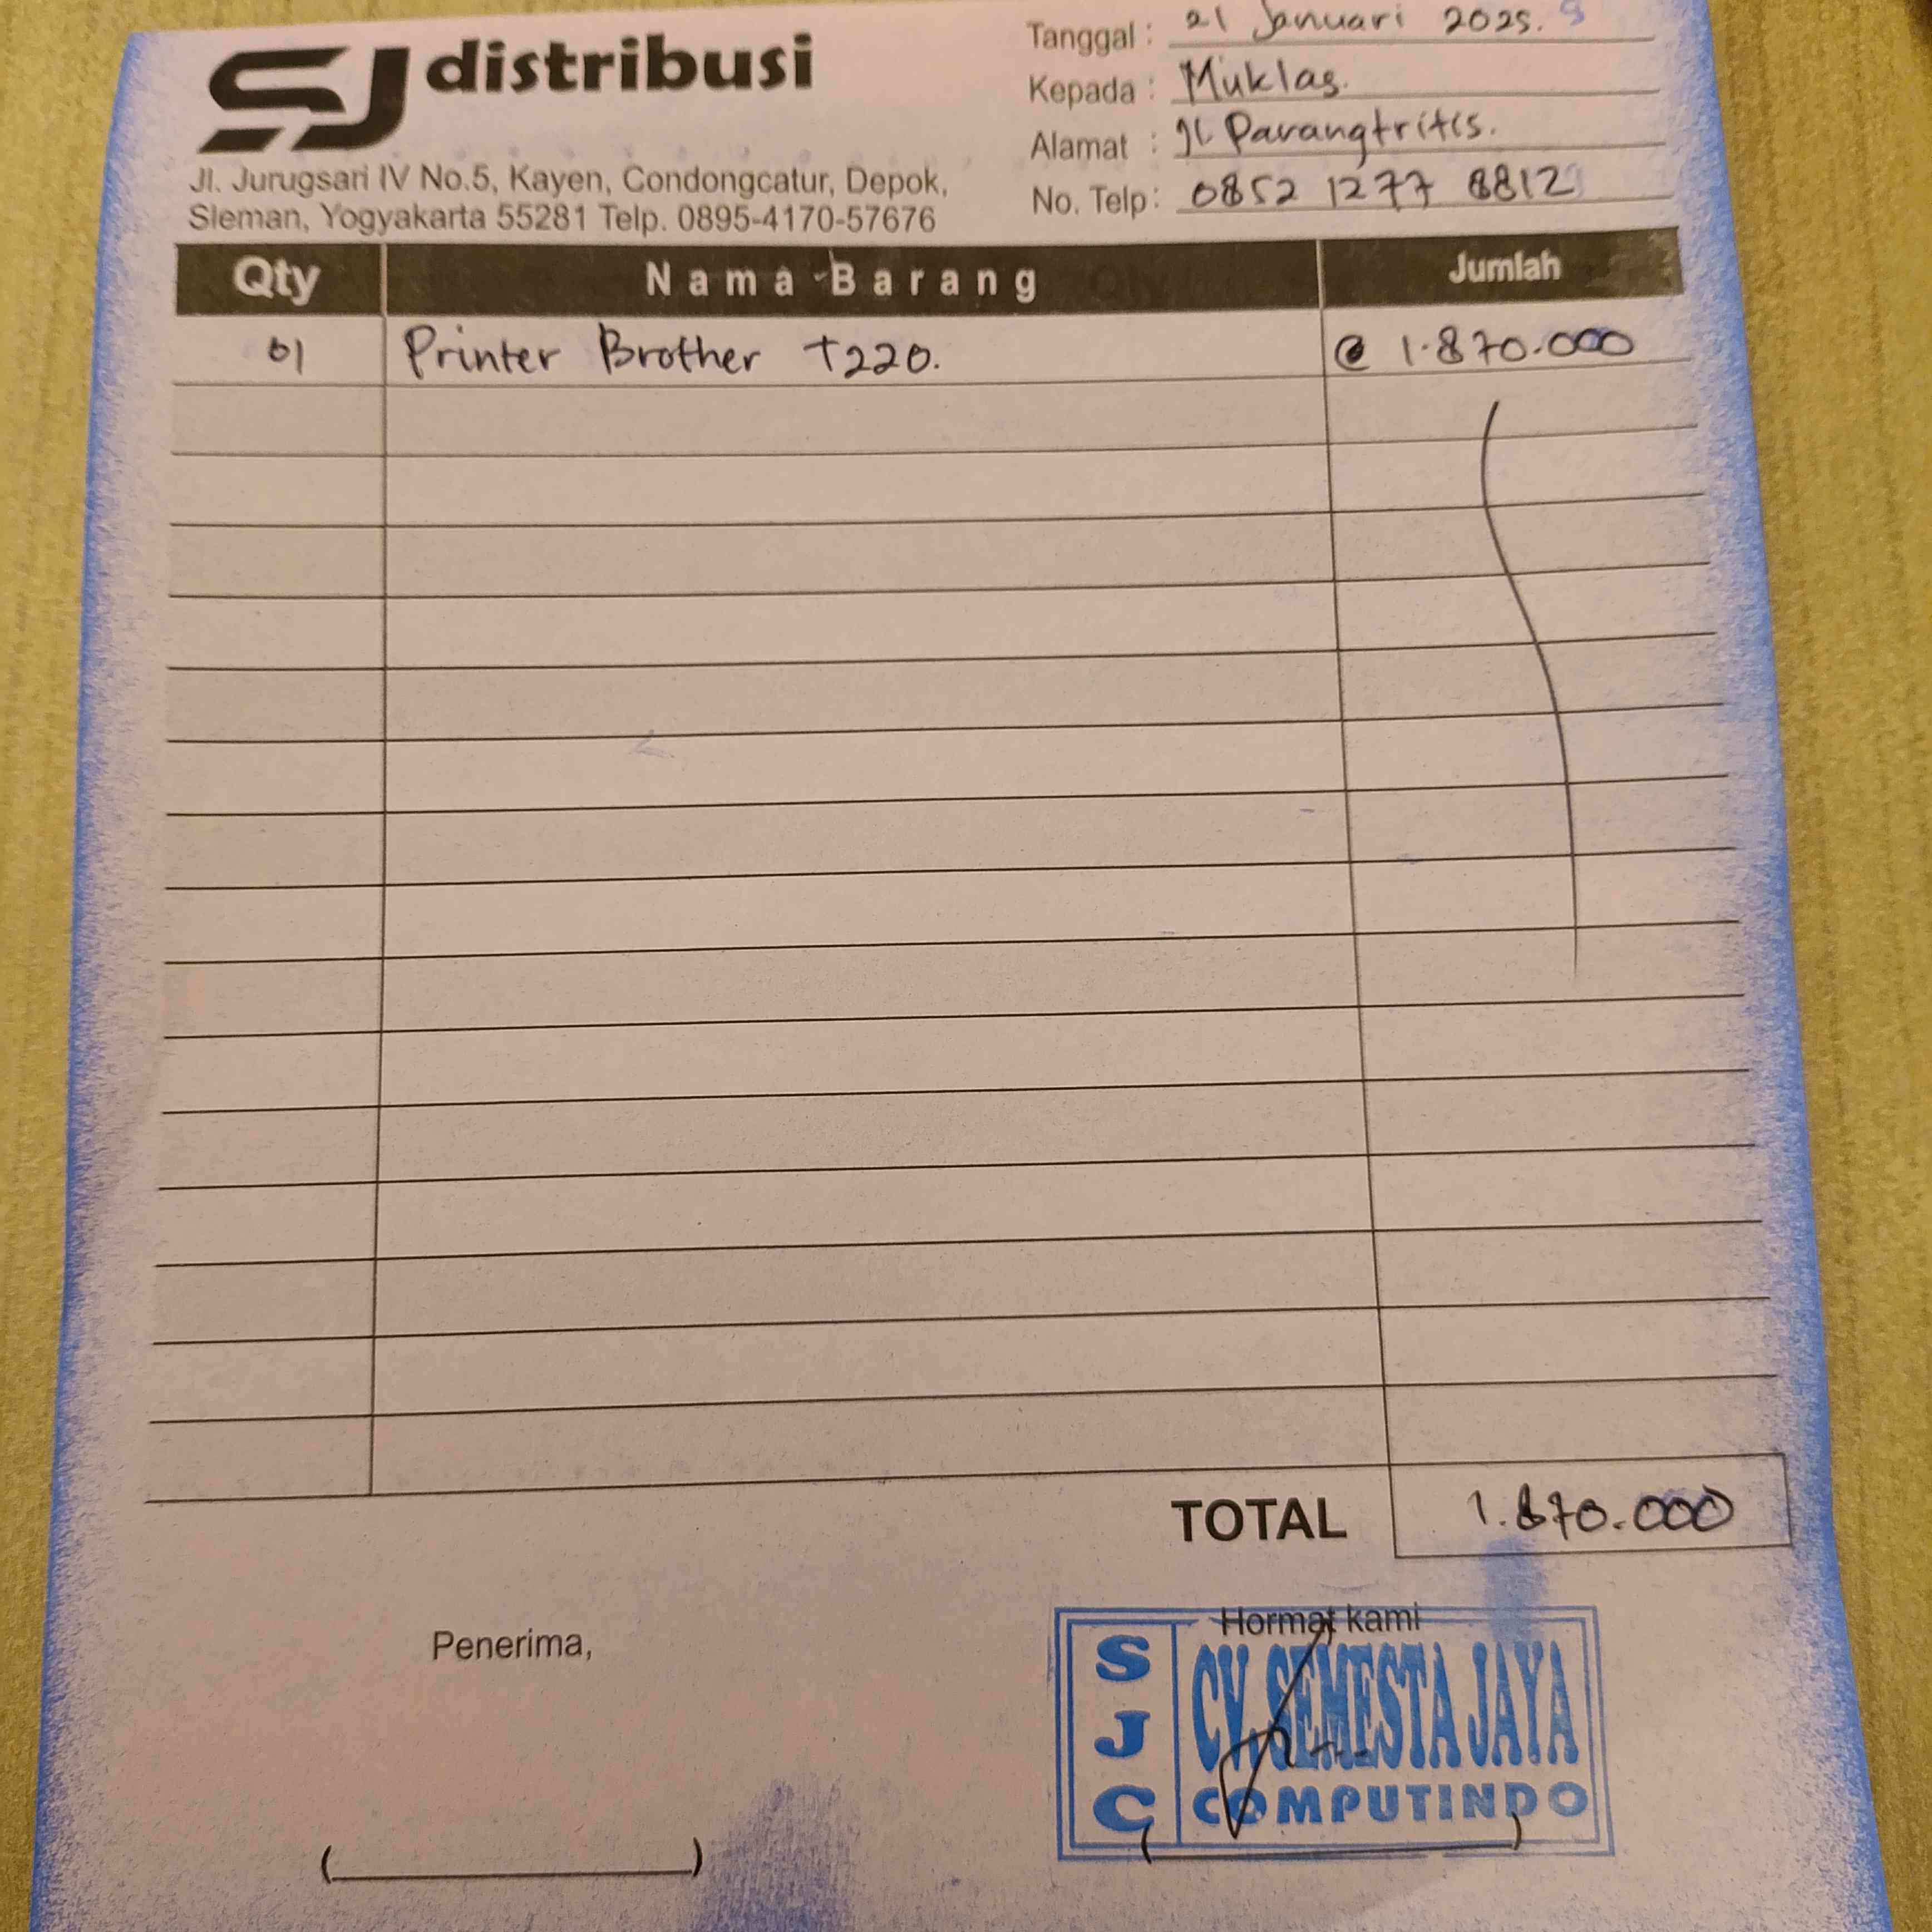 SJ distribusi
Jl. Jurugsari IV No.5, Kayen, Condongcatur, Depok,
Sleman, Yogyakarta 55281 Telp. 0895-4170-57676
Tanggal : 21 Januari 2025.
Kepada : Muklas.
Alamat : Jl Parangtritis.
No. Telp: 0852 1277 8812
Qty Nama Barang Jumlah
01 Printer Brother T220. @ 1.870.000
TOTAL 1.870.000
Penerima,
Hormat kami
SJC
CV. SEMESTA JAYA
COMPUTINDO